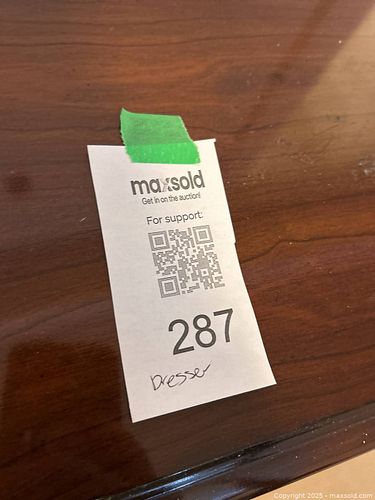 maxsold
Get in on the auction!
For support:
287
Dresser
Copyright 2025 - maxsold.com